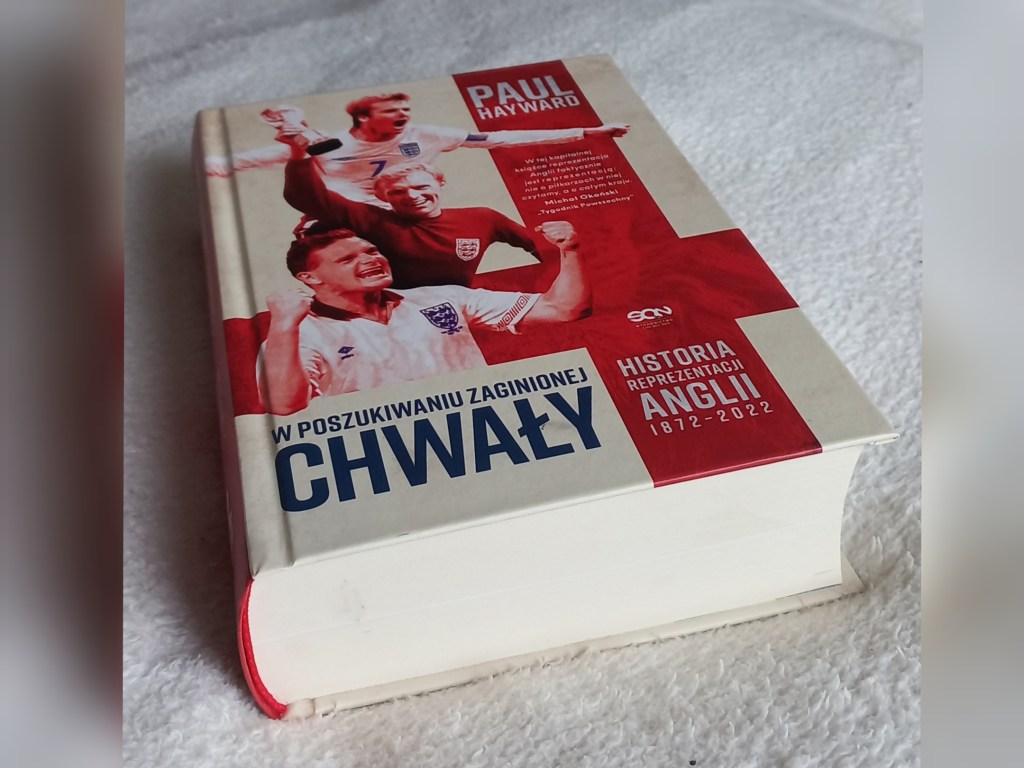 PAUL
HAYWARD
W tej kapitalnej
książce reprezentacja
Anglii faktycznie
jest reprezentacją:
nie o piłkarzach w niej
czytamy, a o całym kraju.
Michał Okoński
„Tygodnik Powszechny”
7
SQN
HISTORIA
REPREZENTACJI
ANGLII
1872-2022
W POSZUKIWANIU ZAGINIONEJ
CHWAŁY